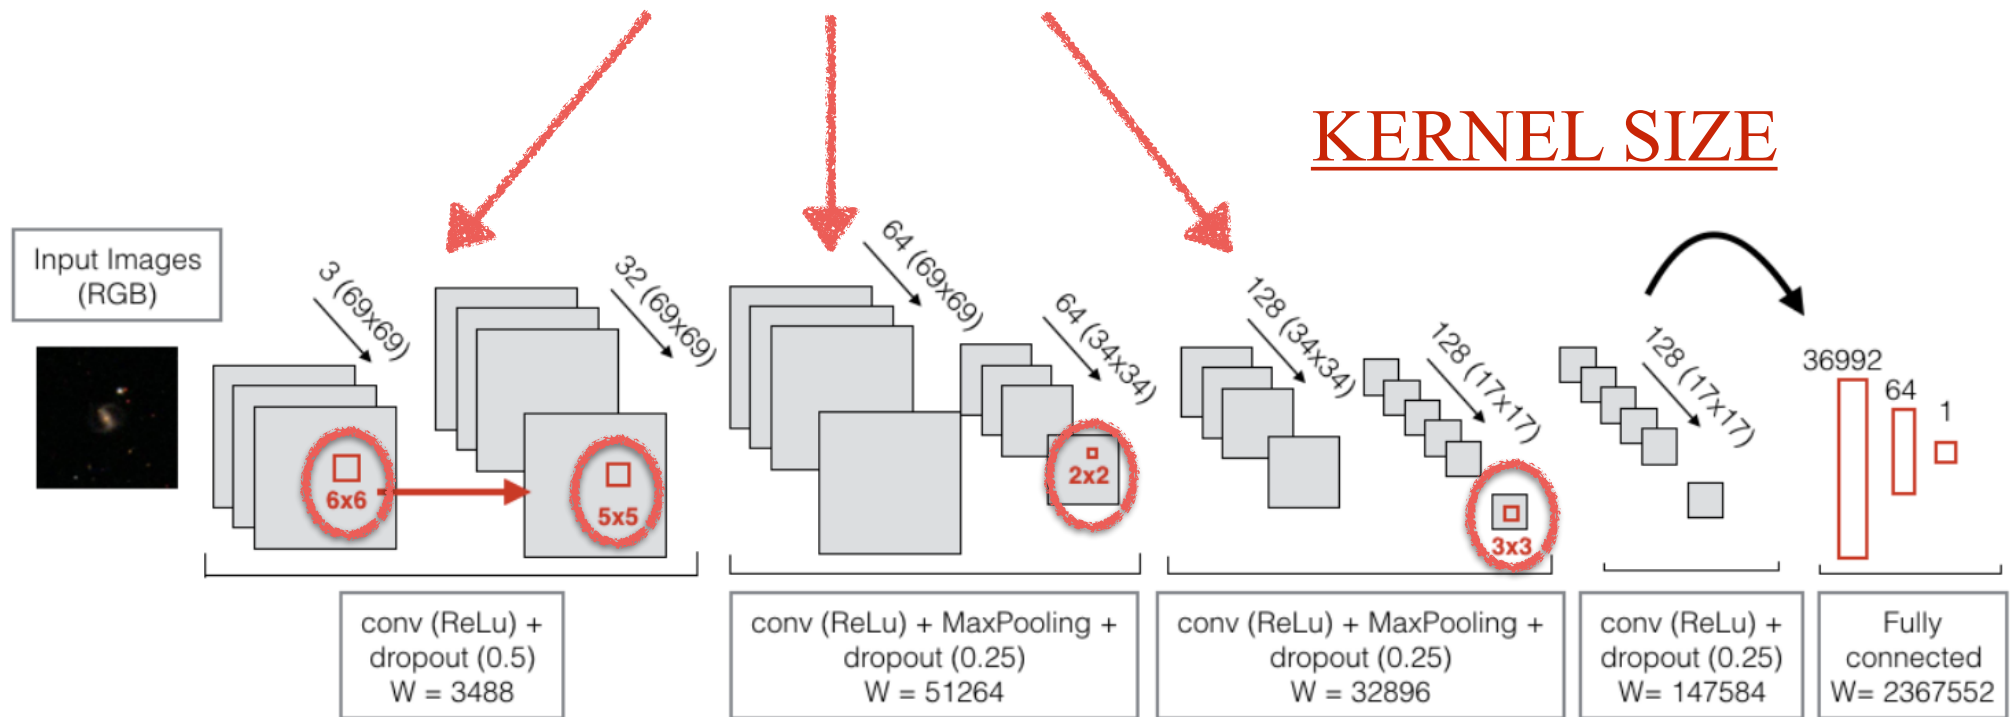 KERNEL SIZE
Input Images
(RGB)
3 (69x69)
32 (69x69)
64 (69x69)
64 (34x34)
128 (34x34)
128 (17x17)
128 (17x17)
36992
64
1
6x6
5x5
2x2
3x3
conv (ReLu) +
dropout (0.5)
W = 3488
conv (ReLu) + MaxPooling +
dropout (0.25)
W = 51264
conv (ReLu) + MaxPooling +
dropout (0.25)
W = 32896
conv (ReLu) +
dropout (0.25)
W= 147584
Fully
connected
W= 2367552